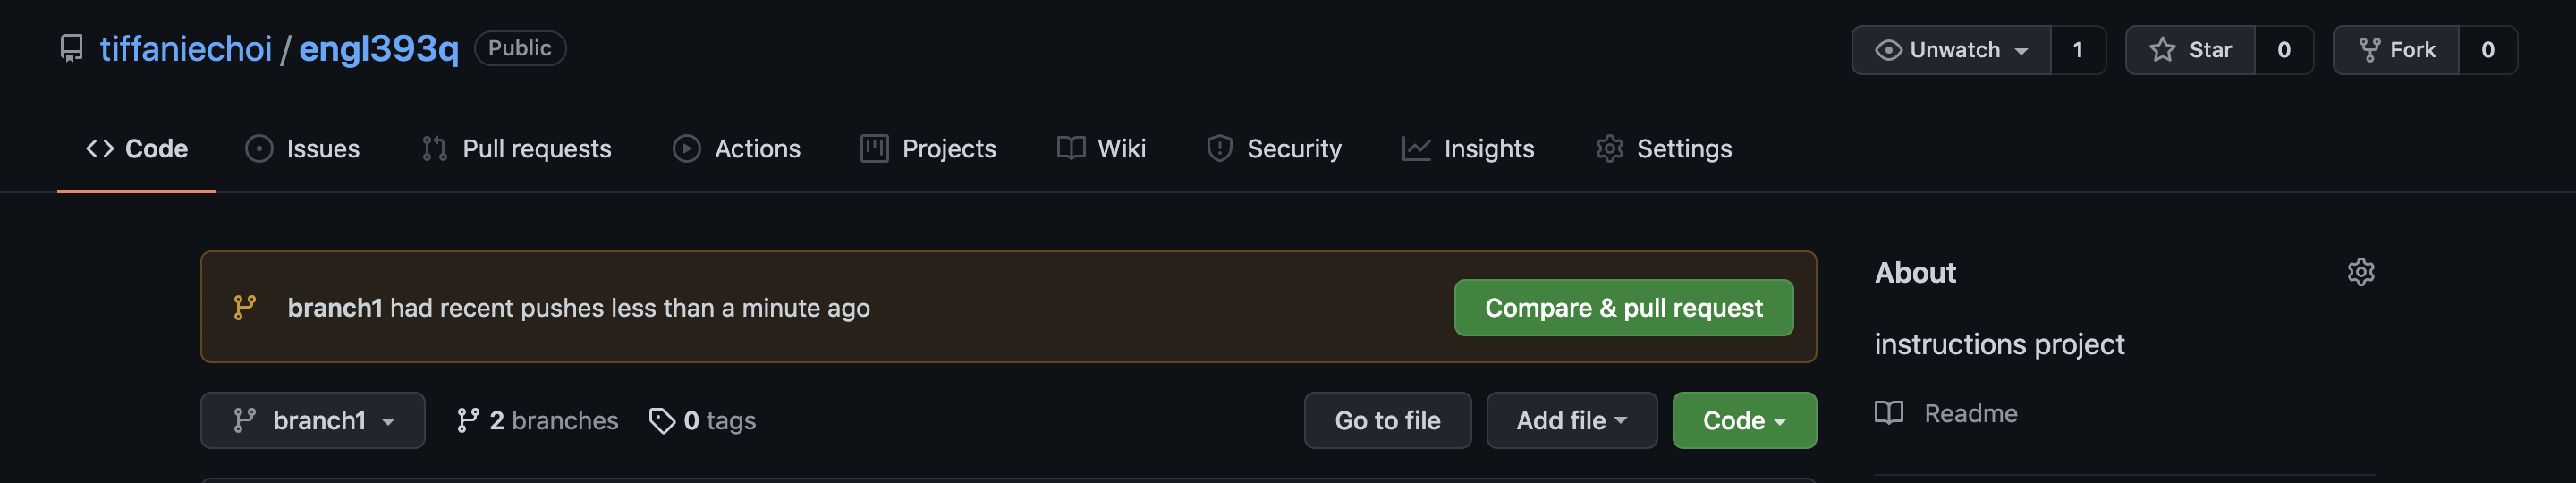 tiffaniechoi / engl393q Public Unwatch 1 Star 0 Fork 0
Code Issues Pull requests Actions Projects Wiki Security Insights Settings
branch1 had recent pushes less than a minute ago Compare & pull request
About
instructions project
branch1 2 branches 0 tags Go to file Add file Code
Readme